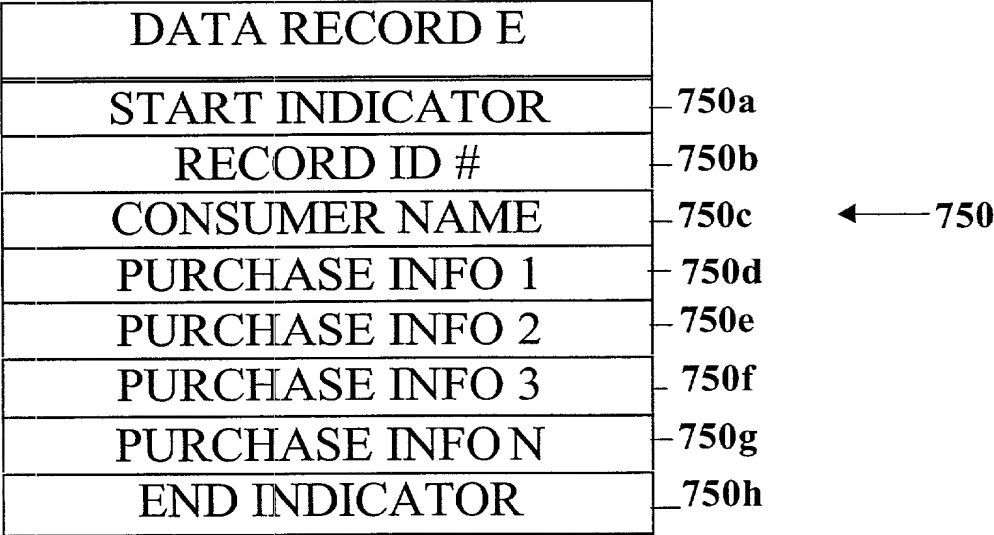 DATA RECORD E
START INDICATOR 750a
RECORD ID # 750b
CONSUMER NAME 750c 750
PURCHASE INFO 1 750d
PURCHASE INFO 2 750e
PURCHASE INFO 3 750f
PURCHASE INFO N 750g
END INDICATOR 750h